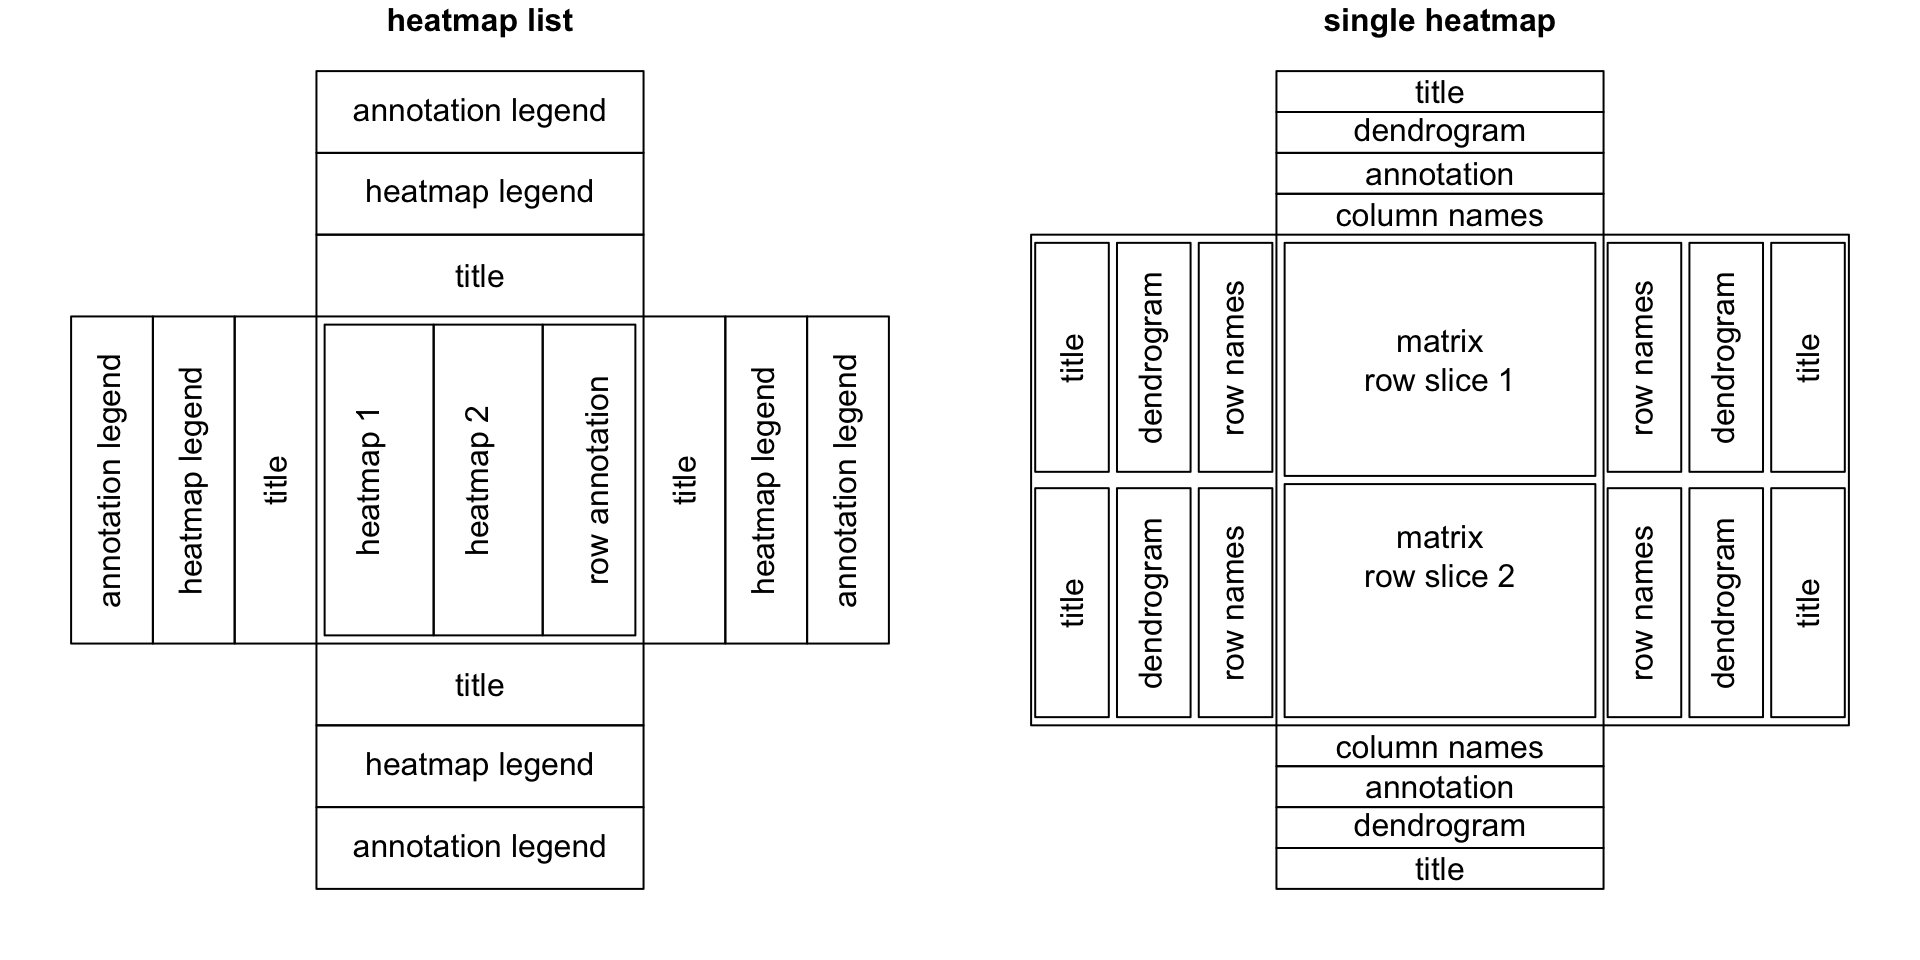 heatmap list
annotation legend
heatmap legend
title
annotation legend
heatmap legend
title
heatmap 1
heatmap 2
row annotation
title
heatmap legend
annotation legend
title
heatmap legend
annotation legend
single heatmap
title
dendrogram
annotation
column names
title
dendrogram
row names
matrix
row slice 1
row names
dendrogram
title
title
dendrogram
row names
matrix
row slice 2
row names
dendrogram
title
column names
annotation
dendrogram
title